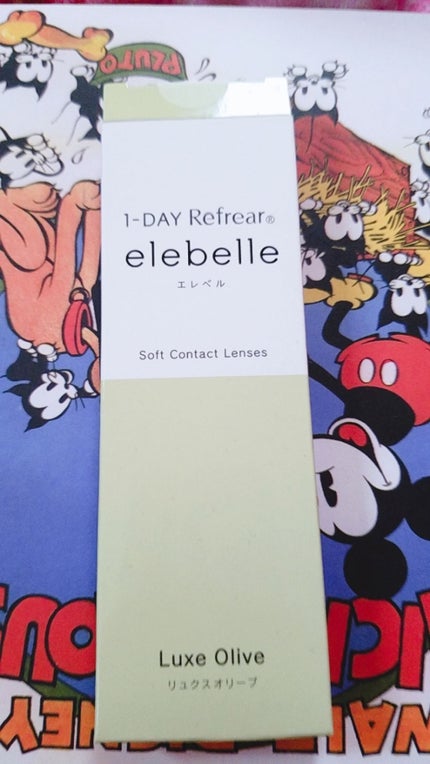 1-DAY Refrear®
elebelle
エレベル
Soft Contact Lenses
Luxe Olive
リュクスオリーブ
PLUTO